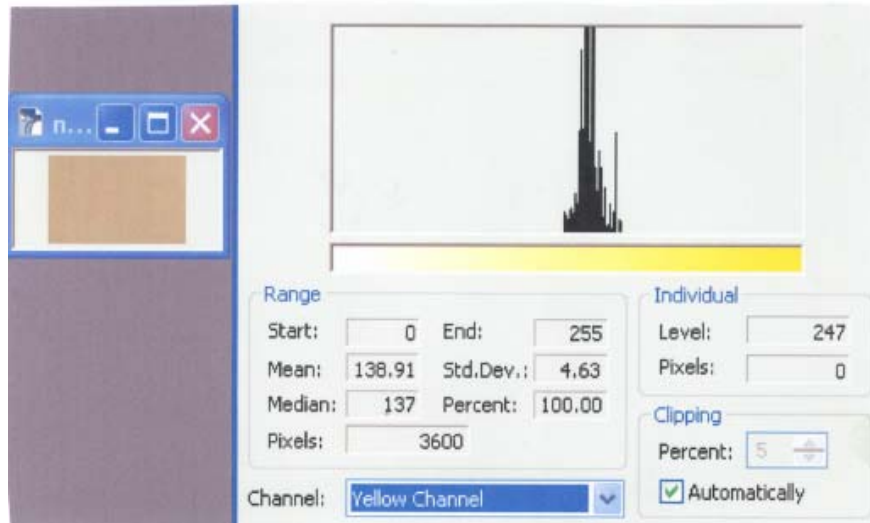 n...
Range
Start: 0 End: 255
Mean: 138.91 Std.Dev.: 4.63
Median: 137 Percent: 100.00
Pixels: 3600
Individual
Level: 247
Pixels: 0
Clipping
Percent: 5
Automatically
Channel: Yellow Channel